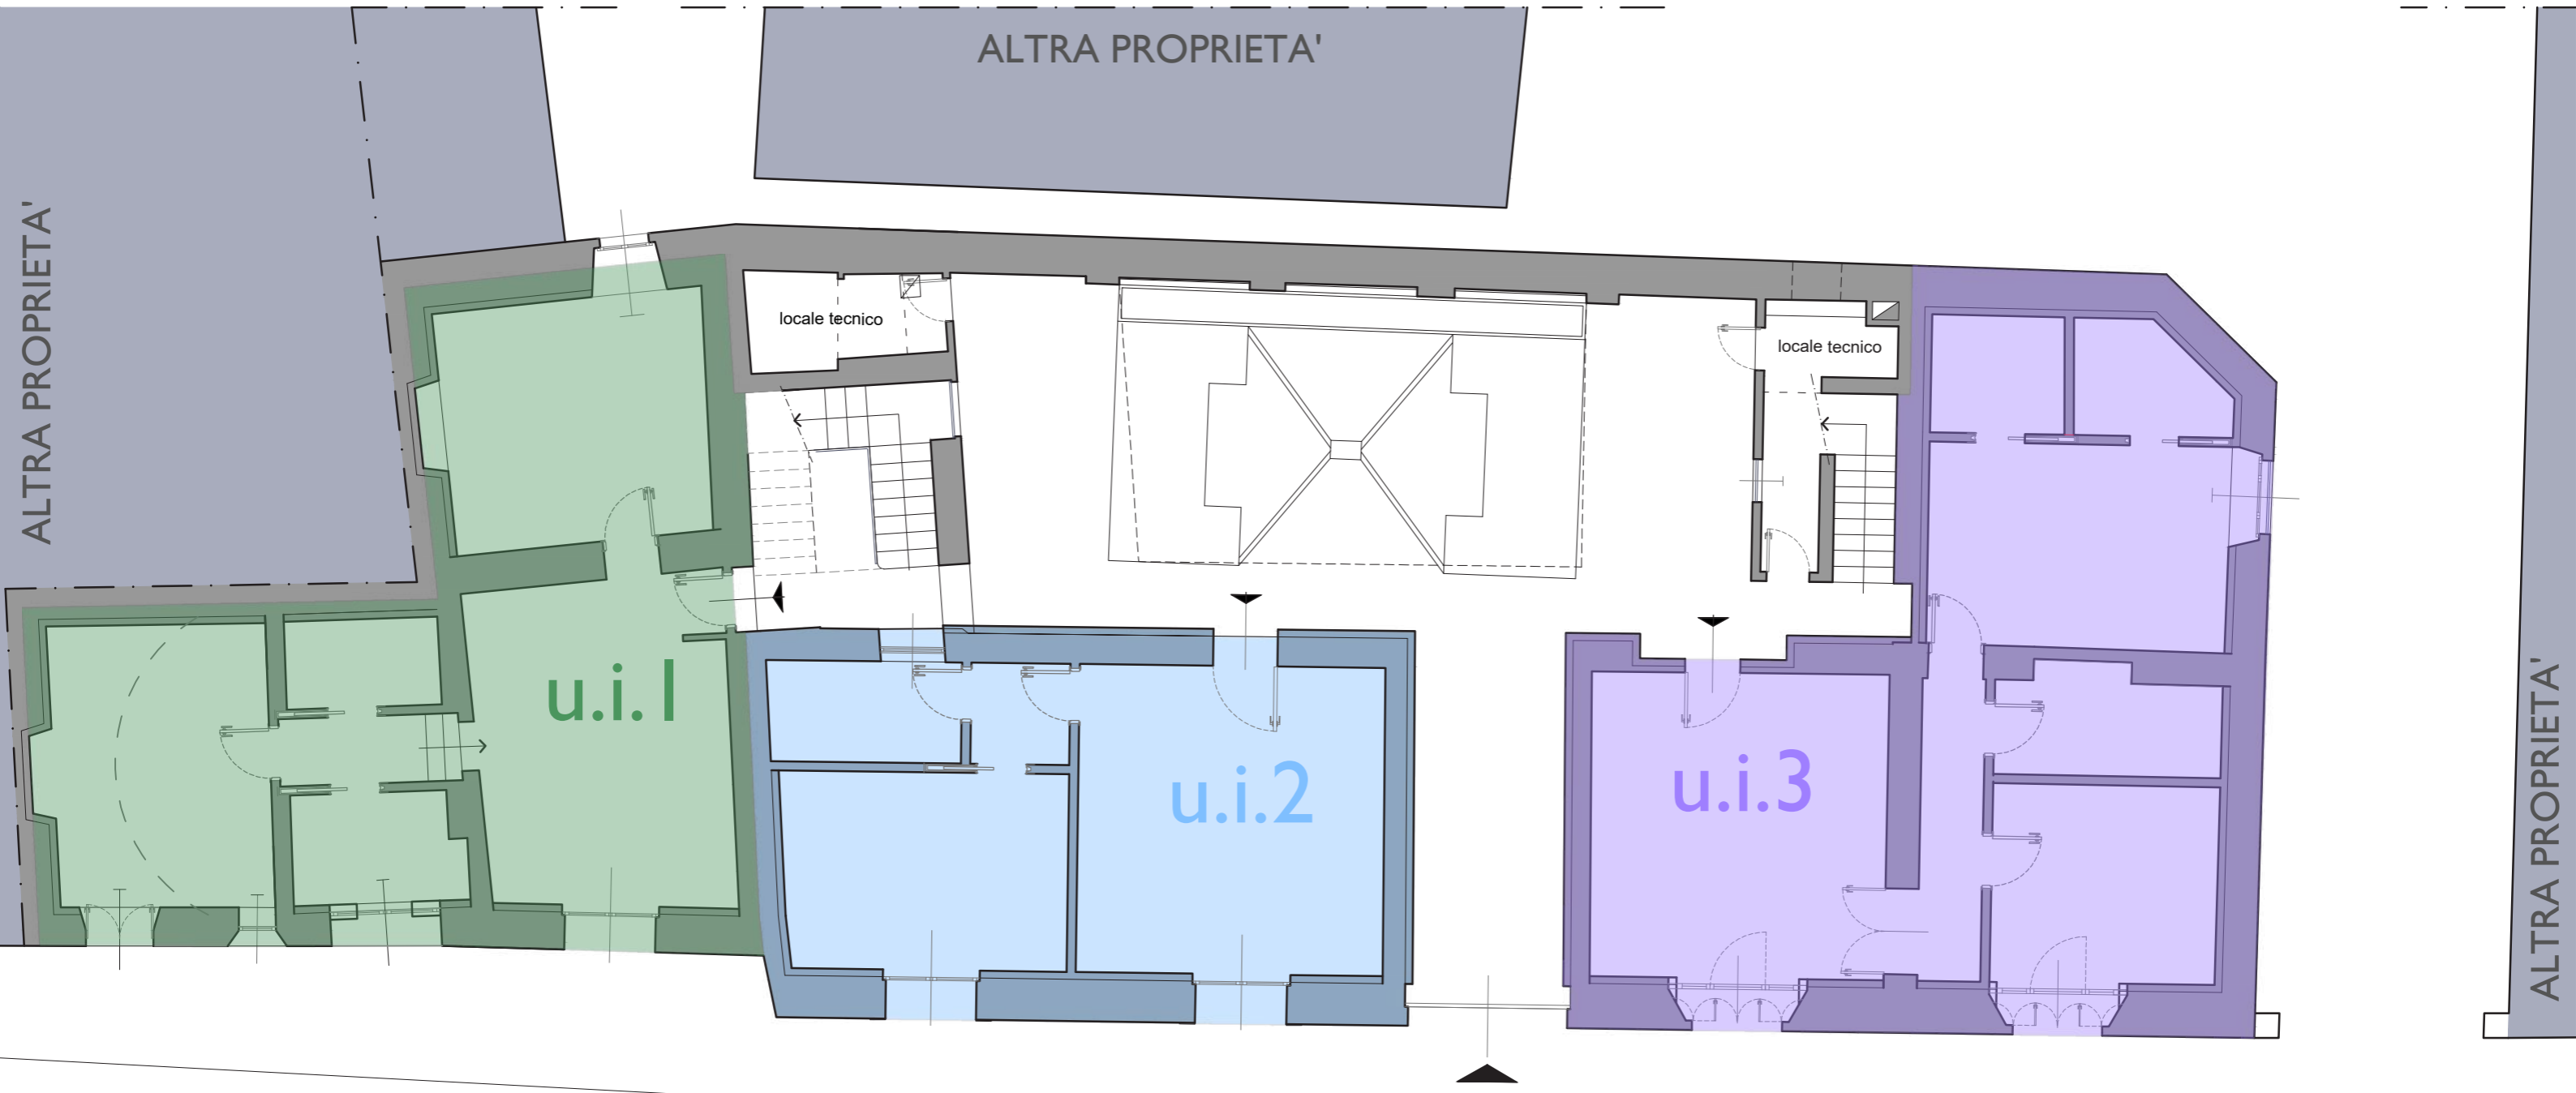 ALTRA PROPRIETA'
ALTRA PROPRIETA'
locale tecnico
locale tecnico
u.i.1
u.i.2
u.i.3
ALTRA PROPRIETA'